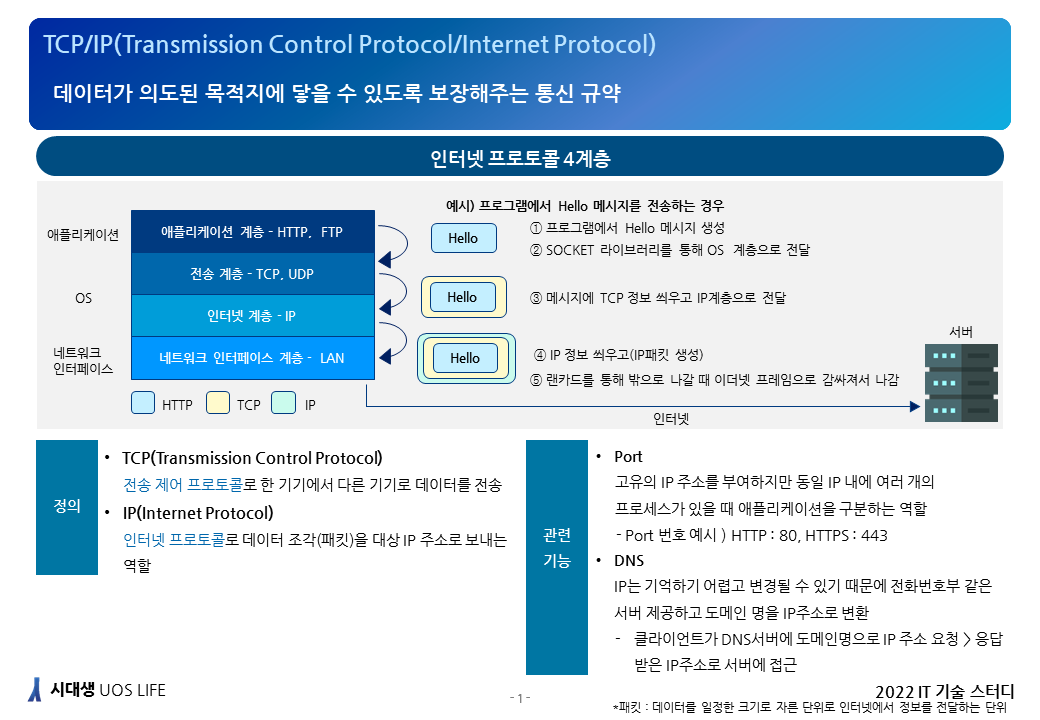 TCP/IP(Transmission Control Protocol/Internet Protocol)
데이터가 의도된 목적지에 닿을 수 있도록 보장해주는 통신 규약
인터넷 프로토콜 4계층
예시) 프로그램에서 Hello 메시지를 전송하는 경우
애플리케이션
애플리케이션 계층 - HTTP, FTP
Hello
① 프로그램에서 Hello 메시지 생성
② SOCKET 라이브러리를 통해 OS 계층으로 전달
전송 계층 - TCP, UDP
OS
Hello
③ 메시지에 TCP 정보 씌우고 IP계층으로 전달
인터넷 계층 - IP
서버
네트워크
인터페이스
네트워크 인터페이스 계층 - LAN
Hello
④ IP 정보 씌우고(IP패킷 생성)
⑤ 랜카드를 통해 밖으로 나갈 때 이더넷 프레임으로 감싸져서 나감
HTTP
TCP
IP
인터넷
정의
• TCP(Transmission Control Protocol)
전송 제어 프로토콜로 한 기기에서 다른 기기로 데이터를 전송
• IP(Internet Protocol)
인터넷 프로토콜로 데이터 조각(패킷)을 대상 IP 주소로 보내는
역할
관련
기능
• Port
고유의 IP 주소를 부여하지만 동일 IP 내에 여러 개의
프로세스가 있을 때 애플리케이션을 구분하는 역할
- Port 번호 예시 ) HTTP : 80, HTTPS : 443
• DNS
IP는 기억하기 어렵고 변경될 수 있기 때문에 전화번호부 같은
서버 제공하고 도메인 명을 IP주소로 변환
- 클라이언트가 DNS서버에 도메인명으로 IP 주소 요청 > 응답
받은 IP주소로 서버에 접근
시대생 UOS LIFE
- 1 -
2022 IT 기술 스터디
*패킷 : 데이터를 일정한 크기로 자른 단위로 인터넷에서 정보를 전달하는 단위